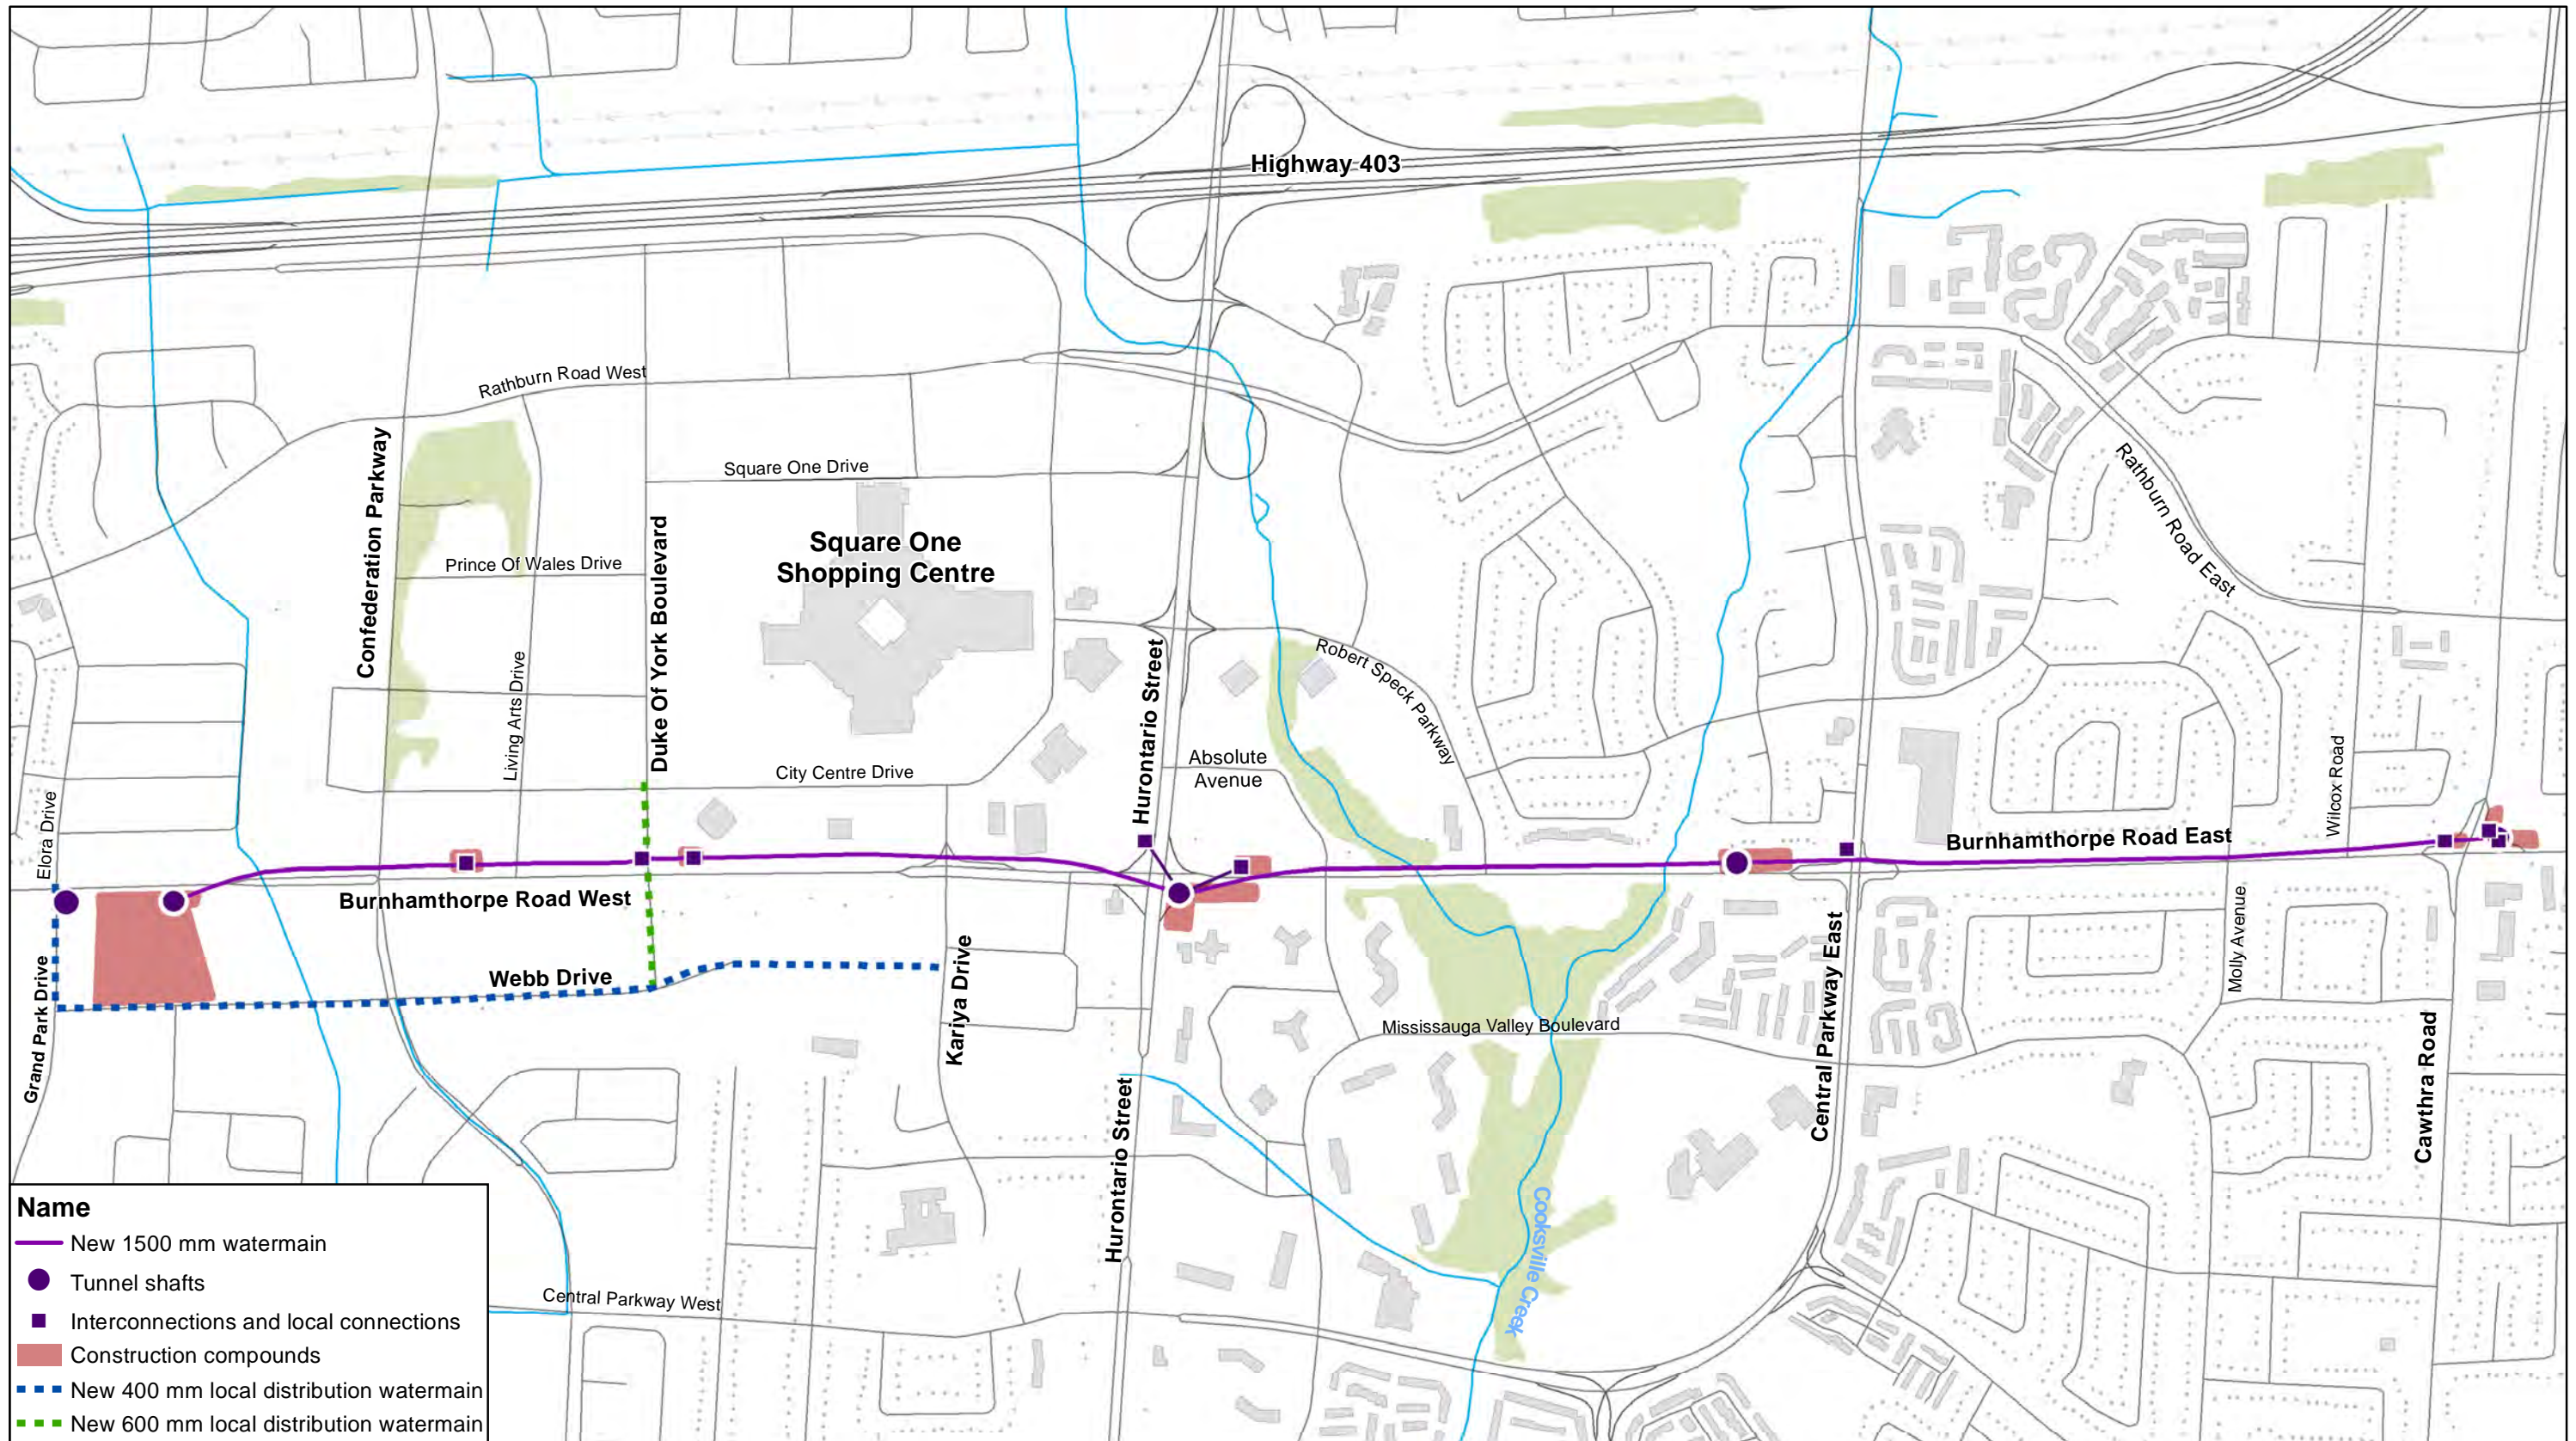 Highway 403
Rathburn Road West
Confederation Parkway
Square One Drive
Square One
Shopping Centre
Prince Of Wales Drive
Duke Of York Boulevard
Living Arts Drive
City Centre Drive
Hurontario Street
Absolute
Avenue
Robert Speck Parkway
Rathburn Road East
Wilcox Road
Elora Drive
Burnhamthorpe Road East
Burnhamthorpe Road West
Grand Park Drive
Webb Drive
Kariya Drive
Mississauga Valley Boulevard
Central Parkway East
Molly Avenue
Cawthra Road
Hurontario Street
Cooksville Creek
Central Parkway West
Name
New 1500 mm watermain
Tunnel shafts
Interconnections and local connections
Construction compounds
New 400 mm local distribution watermain
New 600 mm local distribution watermain